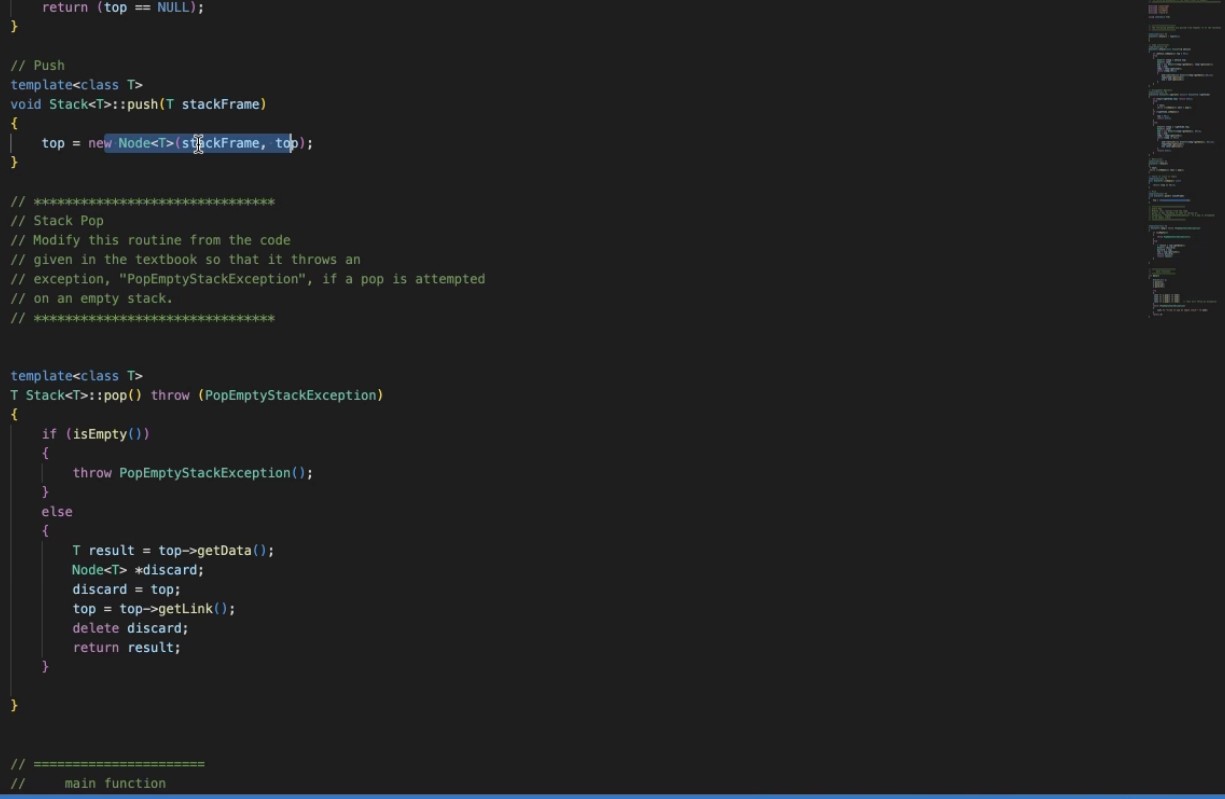 return (top == NULL);
}
// Push
template<class T>
void Stack<T>::push(T stackFrame)
{
top = new Node<T>(stackFrame, top);
}
// *******************************
// Stack Pop
// Modify this routine from the code
// given in the textbook so that it throws an
// exception, "PopEmptyStackException", if a pop is attempted
// on an empty stack.
// *******************************
template<class T>
T Stack<T>::pop() throw (PopEmptyStackException)
{
if (isEmpty())
{
throw PopEmptyStackException();
}
else
{
T result = top->getData();
Node<T> *discard;
discard = top;
top = top->getLink();
delete discard;
return result;
}
}
// ======================
// main function